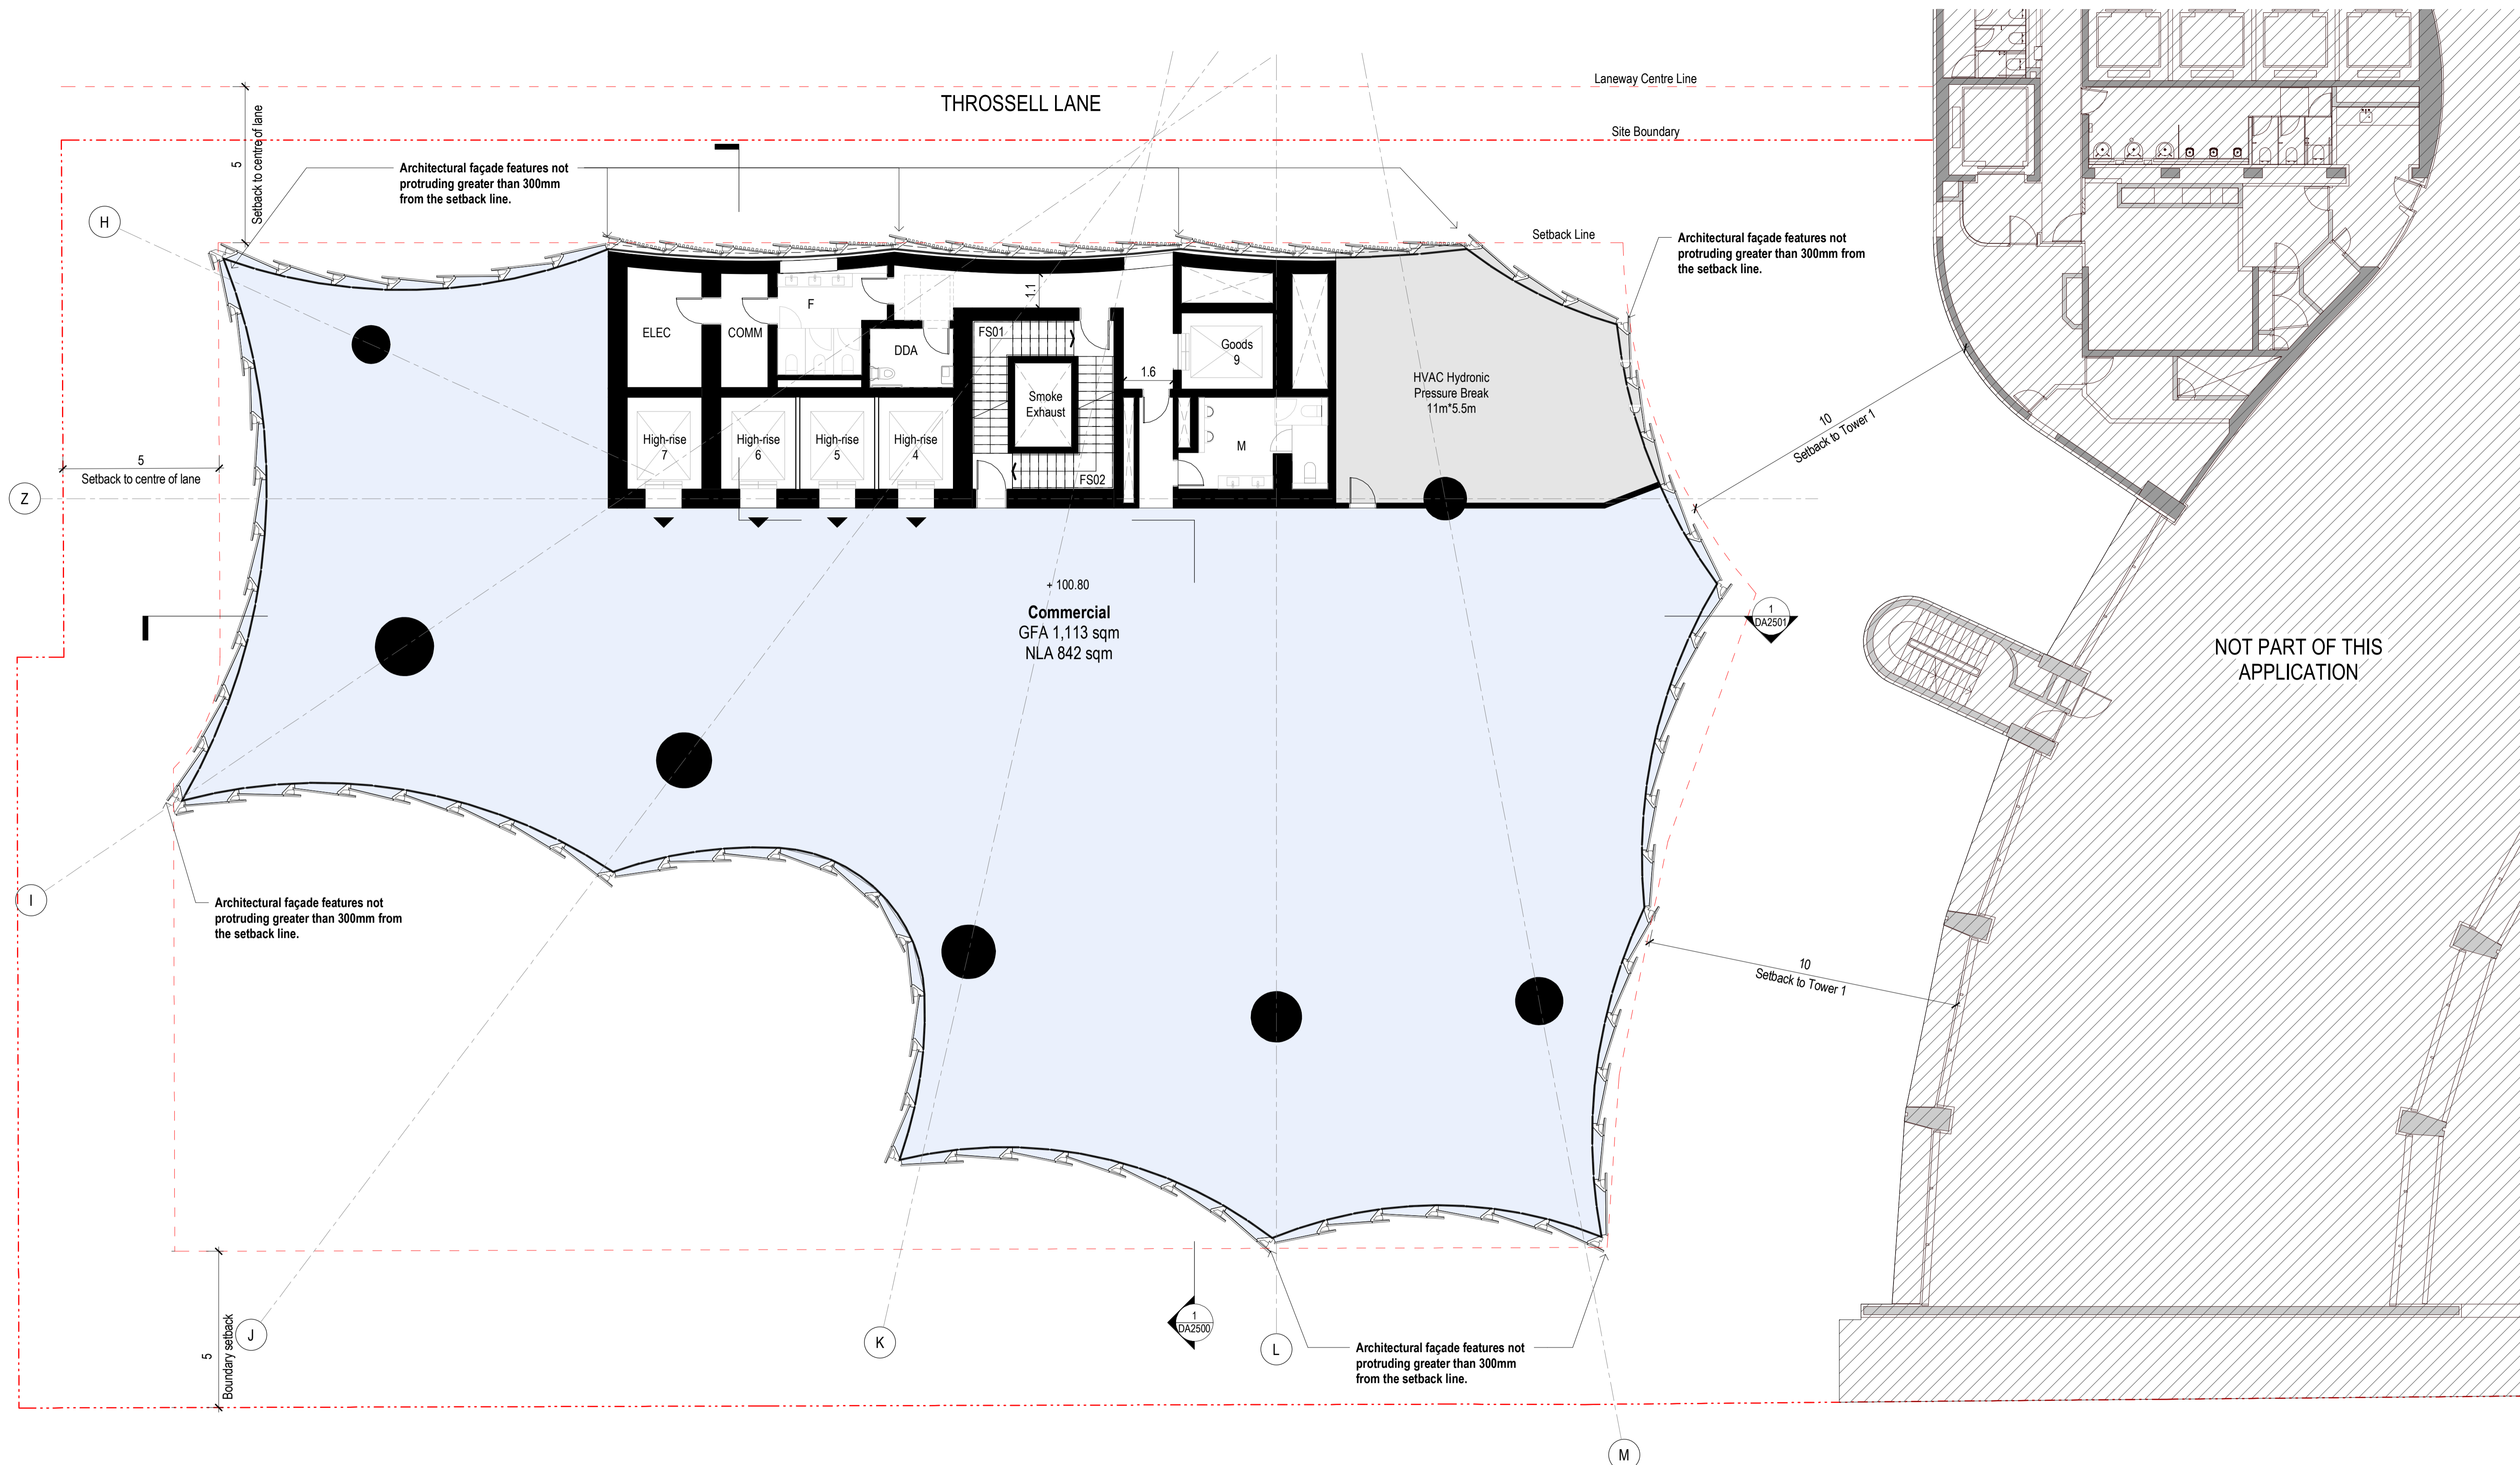 Laneway Centre Line
THROSSELL LANE
Site Boundary
5
Setback to centre of lane
Architectural façade features not
protruding greater than 300mm
from the setback line.
H
Setback Line
Architectural façade features not
protruding greater than 300mm from
the setback line.
1.1
F
ELEC
COMM
FS01
DDA
Goods
9
1.6
HVAC Hydronic
Pressure Break
11m*5.5m
Smoke
Exhaust
10
Setback to Tower 1
High-rise
7
High-rise
6
High-rise
5
High-rise
4
M
FS02
5
Setback to centre of lane
Z
+ 100.80
Commercial
GFA 1,113 sqm
NLA 842 sqm
1
DA2501
NOT PART OF THIS
APPLICATION
I
Architectural façade features not
protruding greater than 300mm from
the setback line.
10
Setback to Tower 1
5
Boundary setback
J
K
1
DA2500
L
Architectural façade features not
protruding greater than 300mm
from the setback line.
M